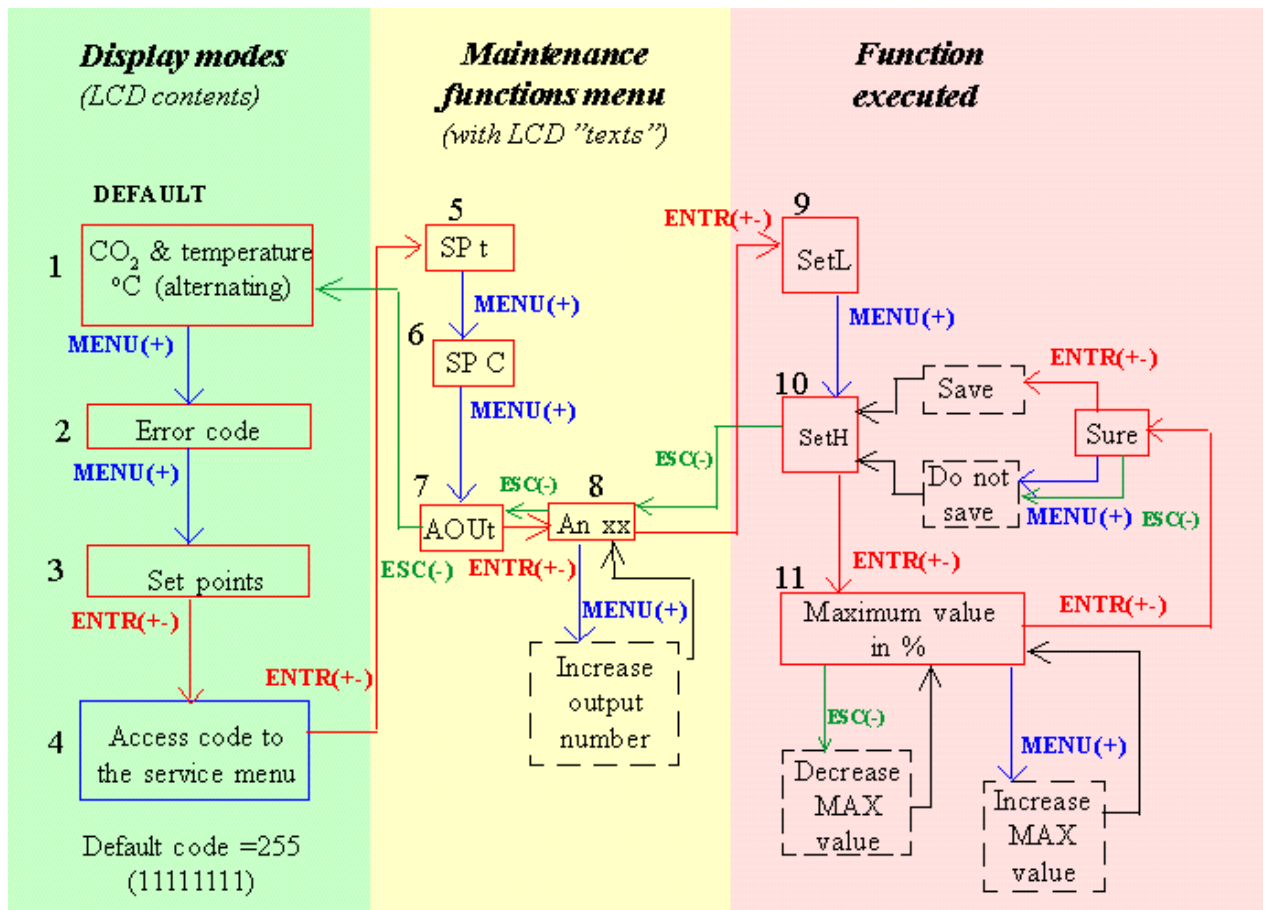 Display modes
(LCD contents)
DEFAULT
1
CO2 & temperature
°C (alternating)
MENU(+)
2
Error code
MENU(+)
3
Set points
ENTR(+-)
ENTR(+-)
4
Access code to
the service menu
Default code =255
(11111111)
Maintenance
functions menu
(with LCD ”texts”)
5
SP t
MENU(+)
6
SP C
MENU(+)
7
AOUt
ESC(-)
ESC(-)
ENTR(+-)
8
An xx
MENU(+)
Increase
output
number
Function
executed
ENTR(+-)
9
SetL
MENU(+)
10
SetH
ESC(-)
Save
ENTR(+-)
Sure
Do not
save
MENU(+)
ESC(-)
ENTR(+-)
11
Maximum value
in %
ENTR(+-)
ESC(-)
Decrease
MAX
value
MENU(+)
Increase
MAX
value